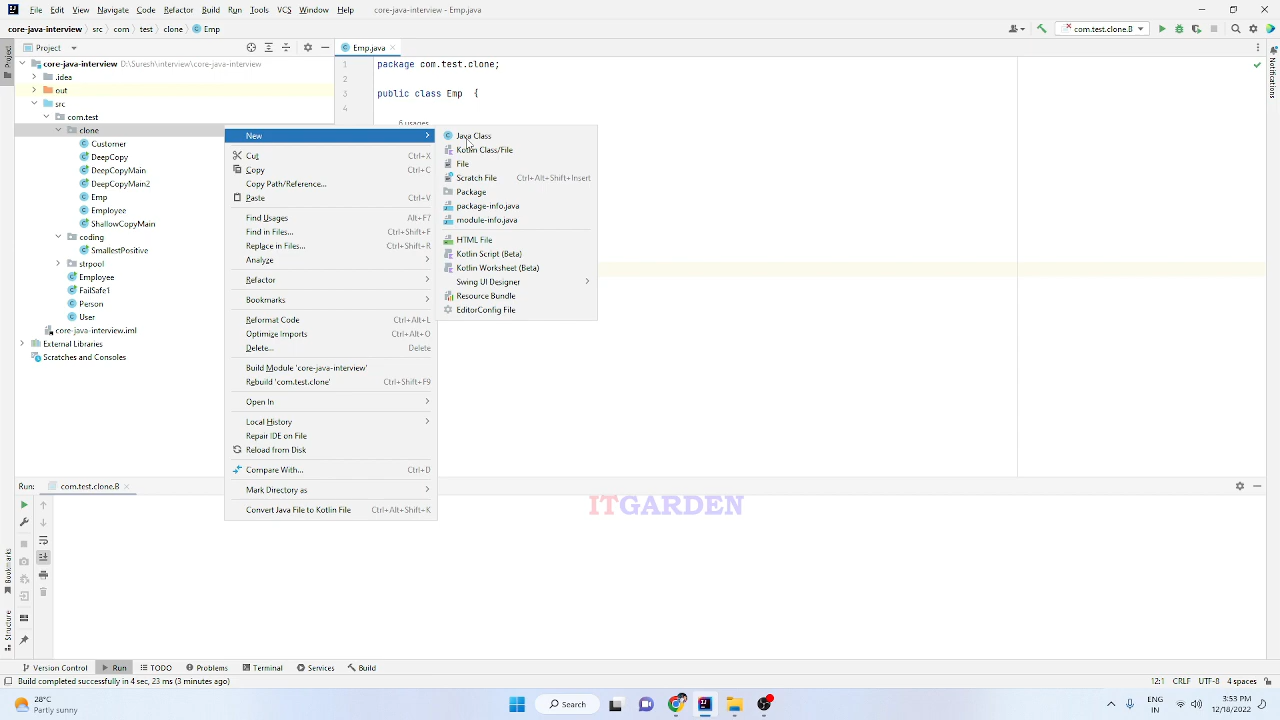 File Edit View Navigate Code Refactor Build Run Tools VCS Window Help core-java-interview - Emp.java
core-java-interview src com test clone Emp com.test.clone.B
Project Emp.java
Project
Notifications
core-java-interview D:\Suresh\interview\core-java-interview
.idea
out
src
com.test
clone
Customer
DeepCopy
DeepCopyMain
DeepCopyMain2
Emp
Employee
ShallowCopyMain
coding
SmallestPositive
strpool
Employee
FailSafe1
Person
User
core-java-interview.iml
External Libraries
Scratches and Consoles
1 package com.test.clone;
2
3 public class Emp {
4
6 usages
New
Cut Ctrl+X
Copy Ctrl+C
Copy Path/Reference...
Paste Ctrl+V
Find Usages Alt+F7
Find in Files... Ctrl+Shift+F
Replace in Files... Ctrl+Shift+R
Analyze
Refactor
Bookmarks
Reformat Code Ctrl+Alt+L
Optimize Imports Ctrl+Alt+O
Delete... Delete
Build Module 'core-java-interview'
Rebuild 'com.test.clone' Ctrl+Shift+F9
Open In
Local History
Repair IDE on File
Reload from Disk
Compare With... Ctrl+D
Mark Directory as
Convert Java File to Kotlin File Ctrl+Alt+Shift+K
Java Class
Kotlin Class/File
File
Scratch File Ctrl+Alt+Shift+Insert
Package
package-info.java
module-info.java
HTML File
Kotlin Script (Beta)
Kotlin Worksheet (Beta)
Swing UI Designer
Resource Bundle
EditorConfig File
Run: com.test.clone.B
ITGARDEN
Bookmarks
Structure
Version Control Run TODO Problems Terminal Services Build
Build completed successfully in 4 sec, 23 ms (3 minutes ago) 12:1 CRLF UTF-8 4 spaces
28°C
Partly sunny
Search
ENG
IN
3:53 PM
12/18/2022